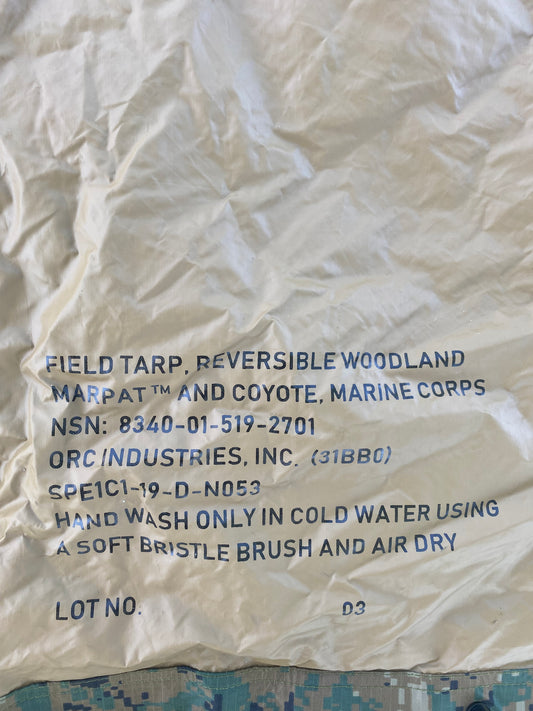 FIELD TARP, REVERSIBLE WOODLAND
MARPAT™ AND COYOTE, MARINE CORPS
NSN: 8340-01-519-2701
ORC INDUSTRIES, INC. (31BB0)
SPE1C1-19-D-N053
HAND WASH ONLY IN COLD WATER USING
A SOFT BRISTLE BRUSH AND AIR DRY
LOT NO. D3